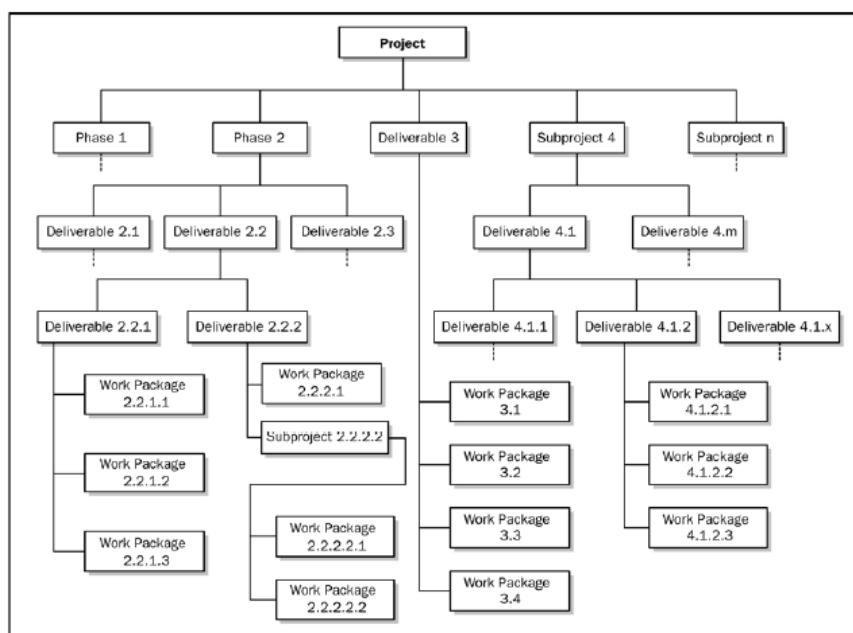 Project
Phase 1
Phase 2
Deliverable 3
Subproject 4
Subproject n
Deliverable 2.1
Deliverable 2.2
Deliverable 2.3
Deliverable 4.1
Deliverable 4.m
Deliverable 2.2.1
Deliverable 2.2.2
Deliverable 4.1.1
Deliverable 4.1.2
Deliverable 4.1.x
Work Package
2.2.1.1
Work Package
2.2.1.2
Work Package
2.2.1.3
Work Package
2.2.2.1
Subproject 2.2.2.2
Work Package
2.2.2.2.1
Work Package
2.2.2.2.2
Work Package
3.1
Work Package
3.2
Work Package
3.3
Work Package
3.4
Work Package
4.1.2.1
Work Package
4.1.2.2
Work Package
4.1.2.3